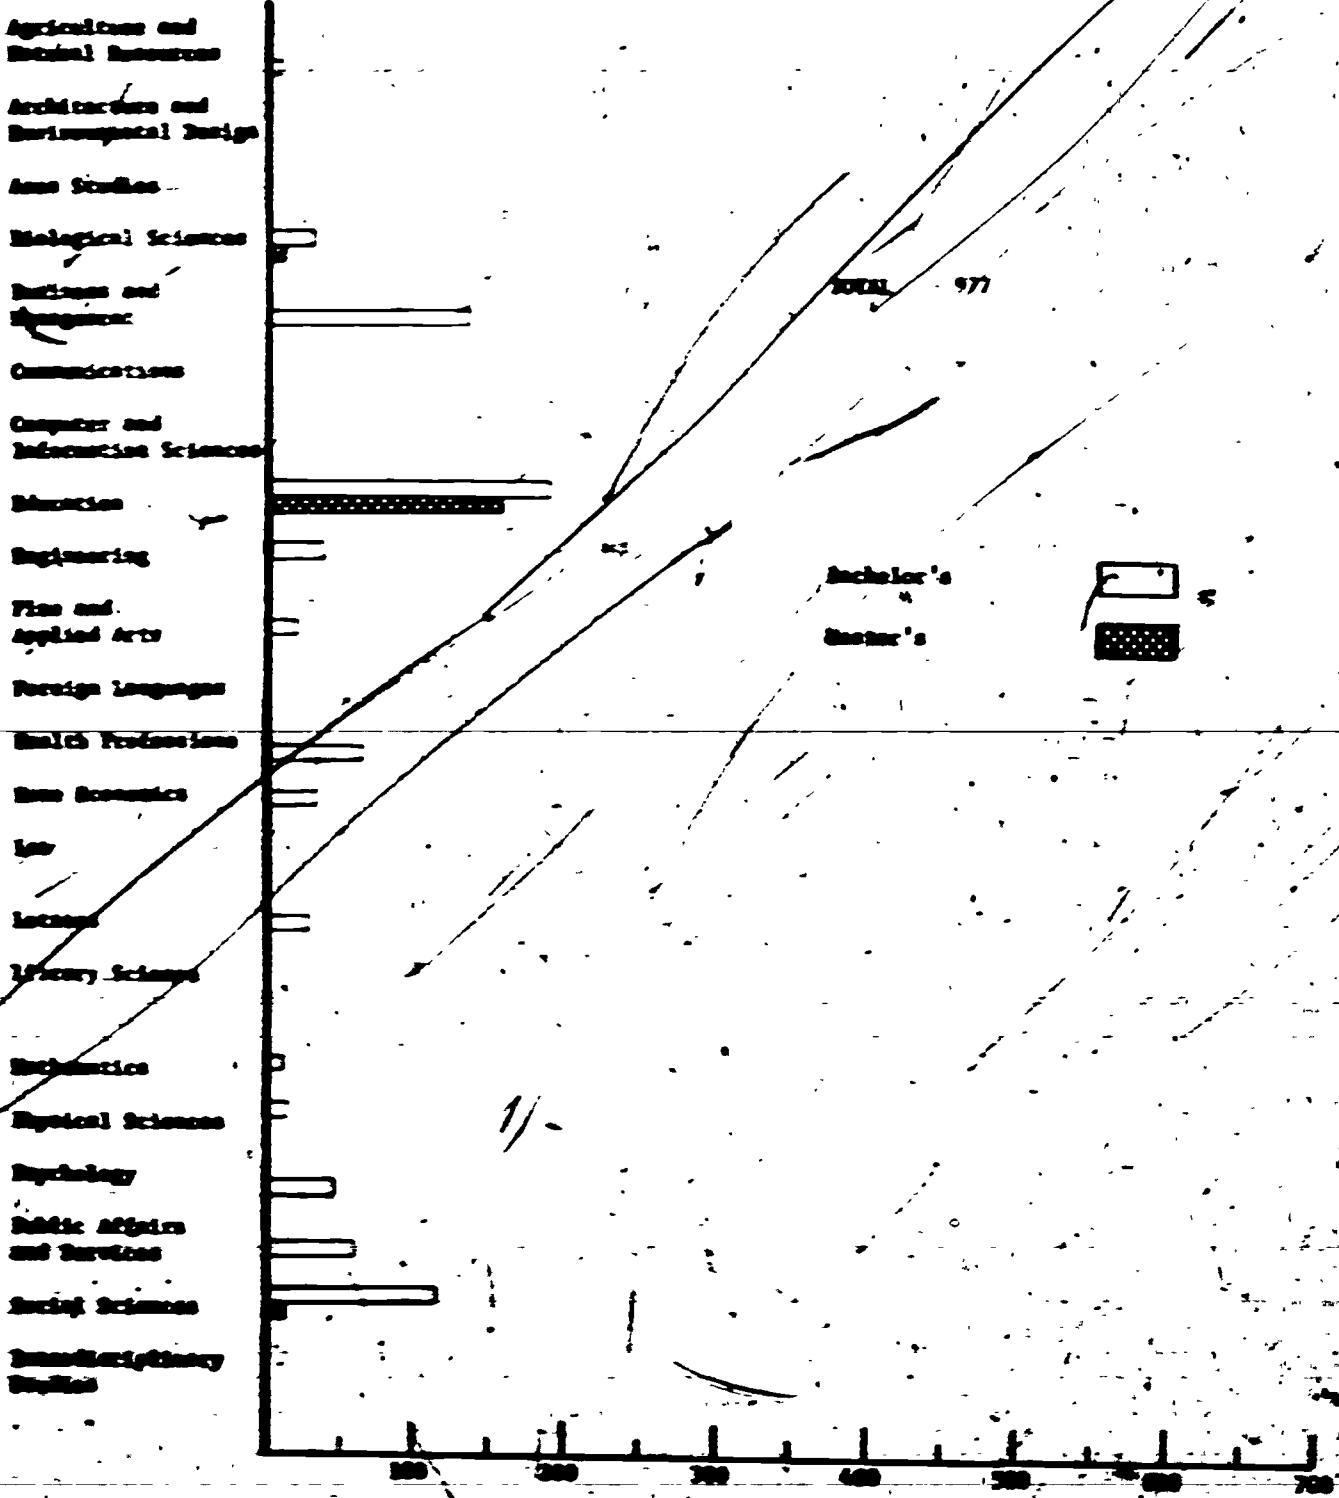 Agriculture and
Natural Resources
Architecture and
Environmental Design
Area Studies
Biological Sciences
Business and
Management
Communications
Computer and
Information Sciences
Education
Engineering
Fine and
Applied Arts
Foreign Languages
Health Professions
Home Economics
Law
Letters
Library Science
Mathematics
Physical Sciences
Psychology
Public Affairs
and Services
Social Sciences
Interdisciplinary
Studies
TOTAL 977
Bachelor's
Master's
100 200 300 400 500 600 700